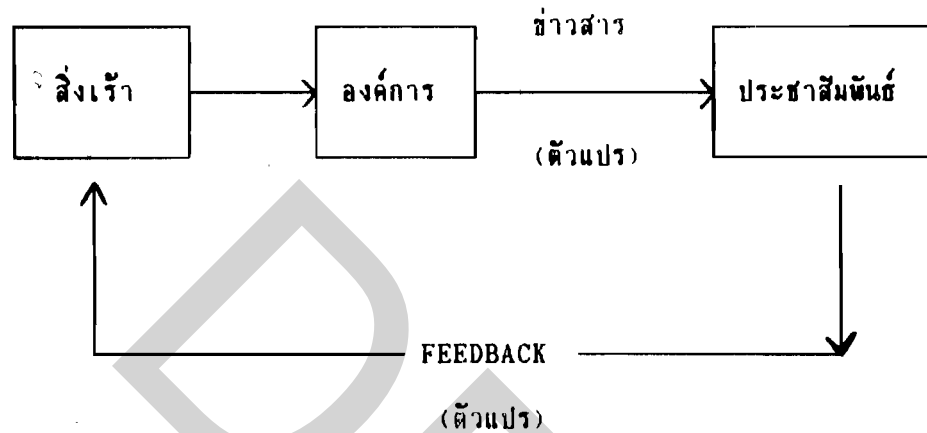 ข่าวสาร
สิ่งเร้า
องค์การ
ประชาสัมพันธ์
(ตัวแปร)
FEEDBACK
(ตัวแปร)